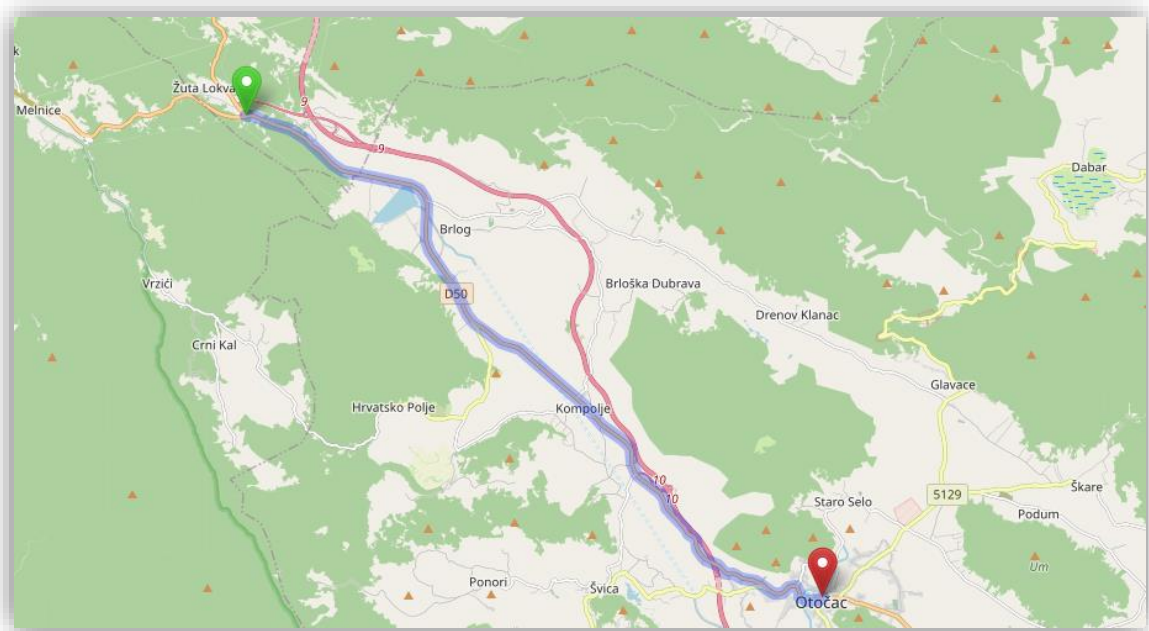 k
Žuta Lokva
Melnice
9
9
Dabar
Brlog
Vrzići
D50
Brloška Dubrava
Drenov Klanac
Crni Kal
Glavace
Hrvatsko Polje
Kompolje
10
10
Staro Selo
5129
Škare
Podum
Um
Ponori
Švica
Otočac